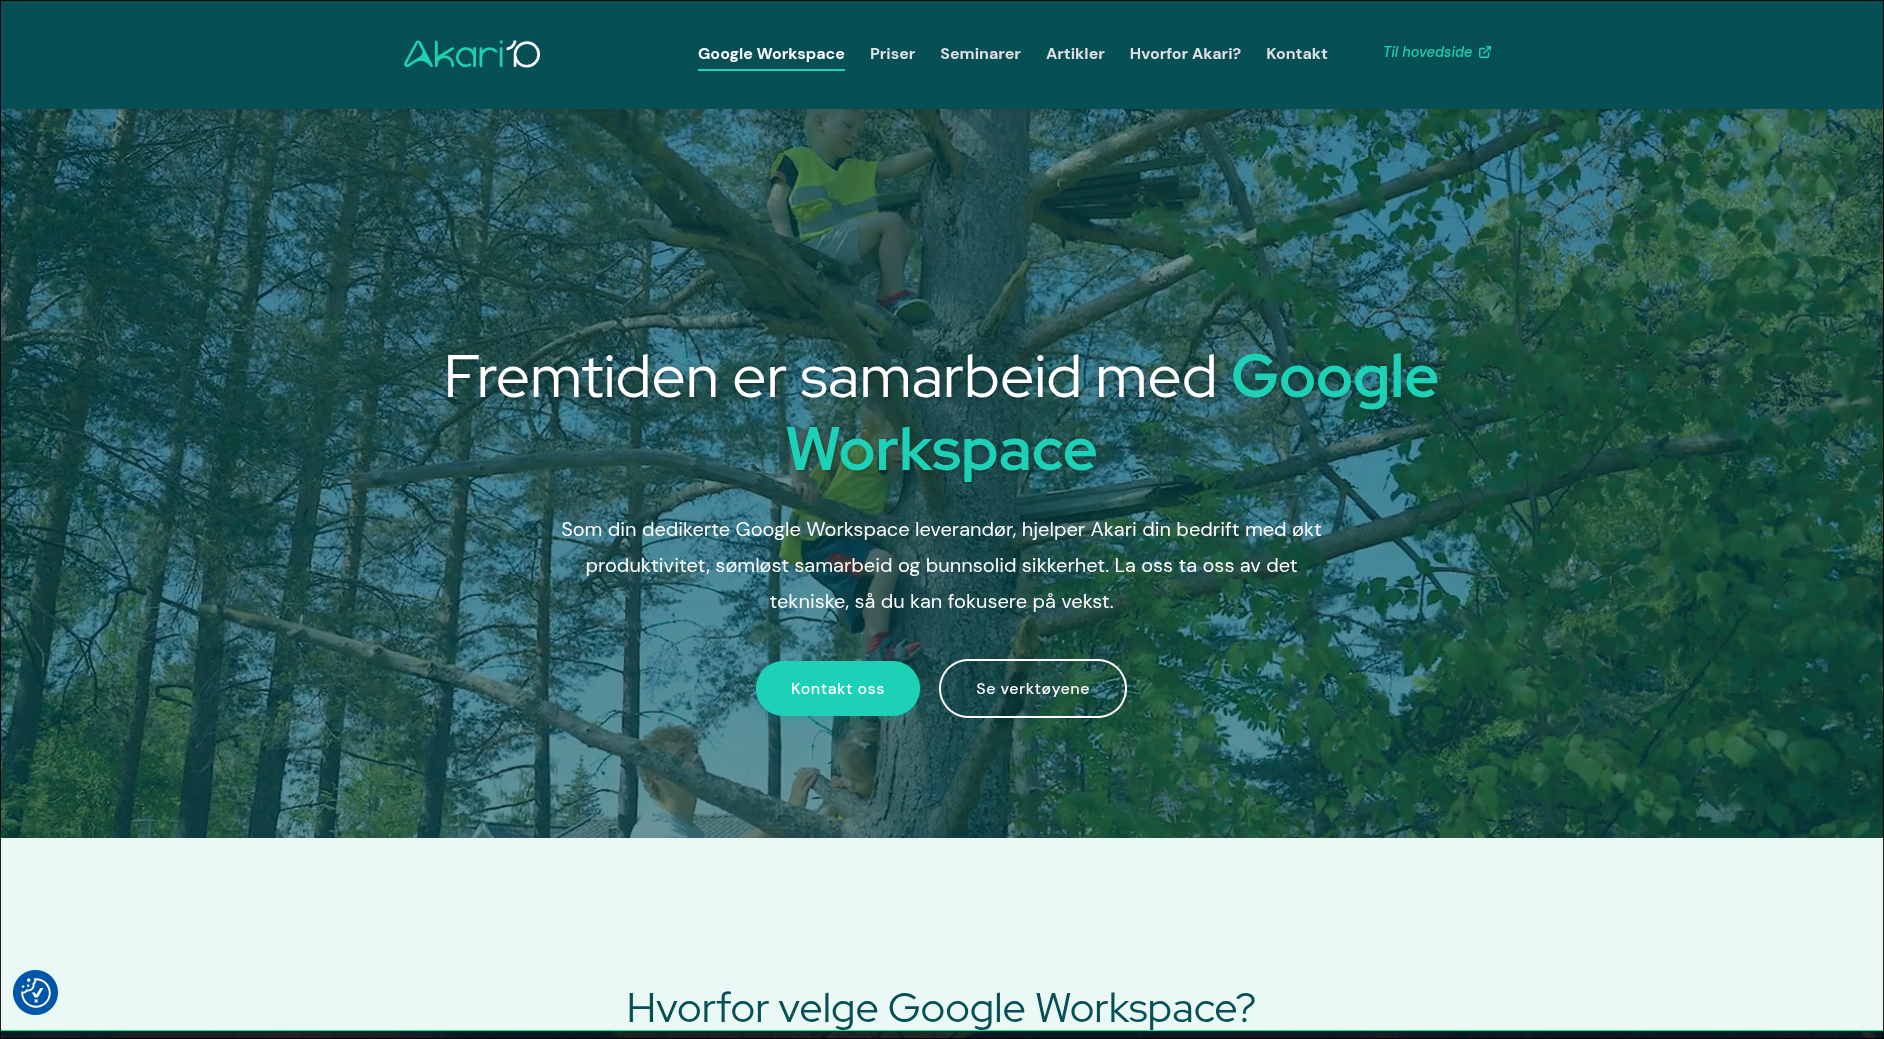 Akari 10
Google Workspace
Priser
Seminarer
Artikler
Hvorfor Akari?
Kontakt
Til hovedside
Fremtiden er samarbeid med Google
Workspace
Som din dedikerte Google Workspace leverandør, hjelper Akari din bedrift med økt
produktivitet, sømløst samarbeid og bunnsolid sikkerhet. La oss ta oss av det
tekniske, så du kan fokusere på vekst.
Kontakt oss
Se verktøyene
Hvorfor velge Google Workspace?